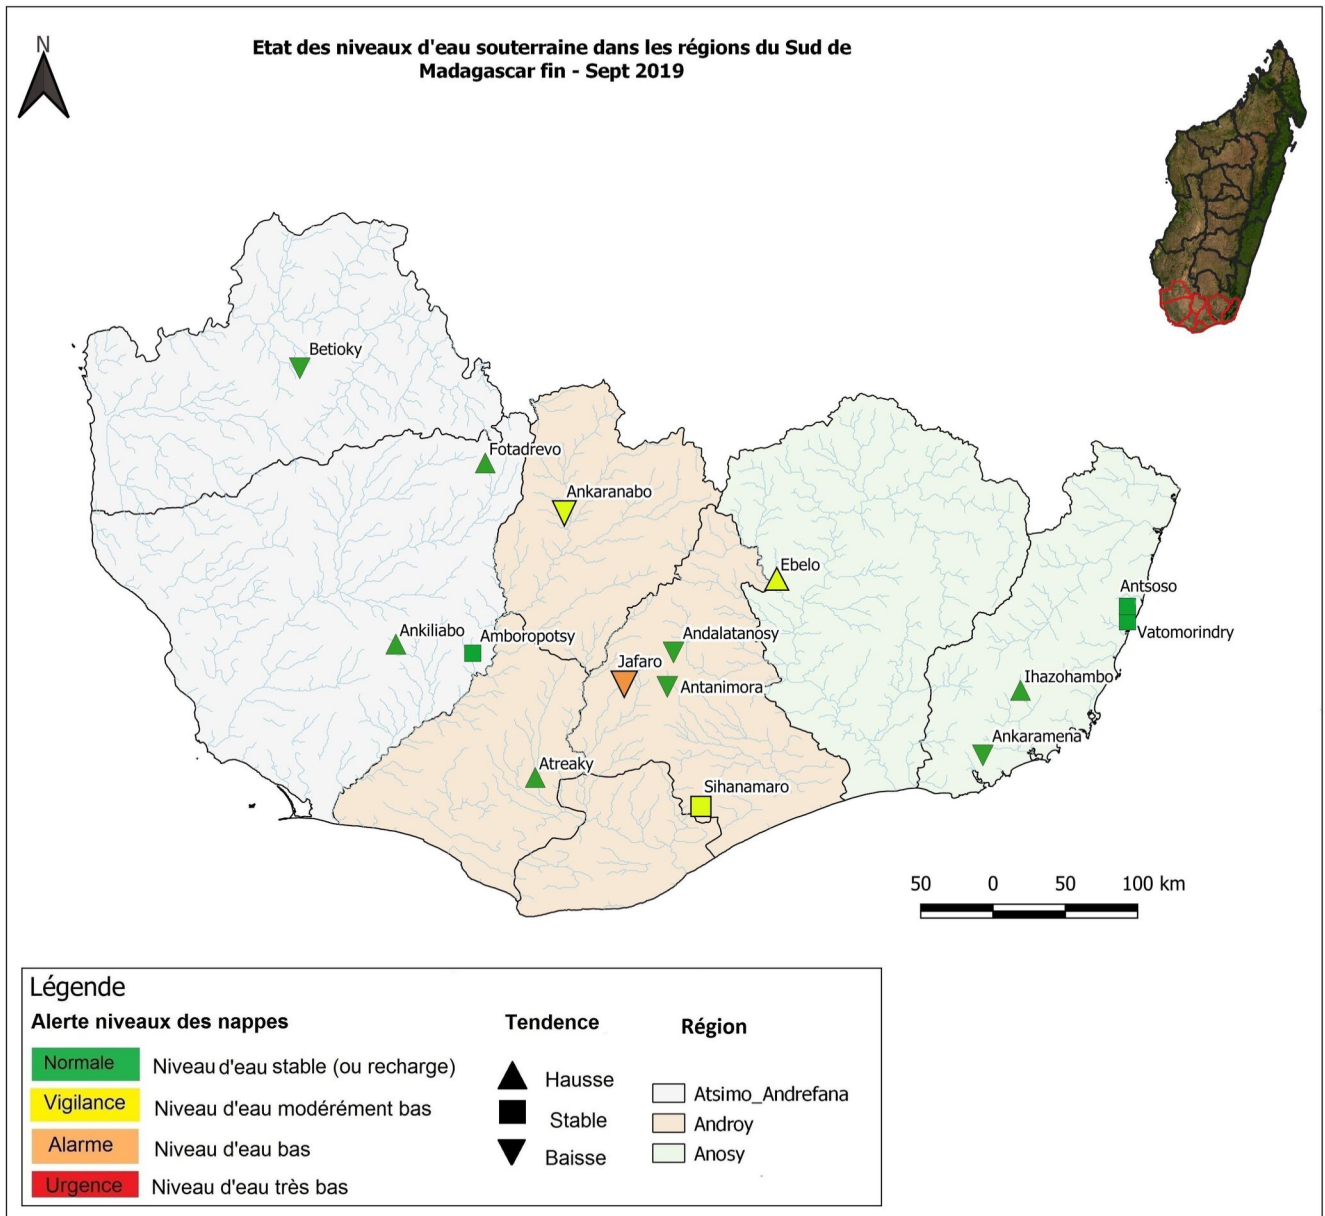 N
Etat des niveaux d'eau souterraine dans les régions du Sud de
Madagascar fin - Sept 2019
Betioky
Fotadrevo
Ankaranabo
Ebelo
Antsoso
Vatomorindry
Ankiliabo
Amboropotsy
Andalatanosy
Jafaro
Antanimora
Ihazohambo
Ankaramena
Atreaky
Sihanamaro
50 0 50 100 km
Légende
Alerte niveaux des nappes
Normale Niveau d'eau stable (ou recharge)
Vigilance Niveau d'eau modérément bas
Alarme Niveau d'eau bas
Urgence Niveau d'eau très bas
Tendence
Hausse
Stable
Baisse
Région
Atsimo_Andrefana
Androy
Anosy